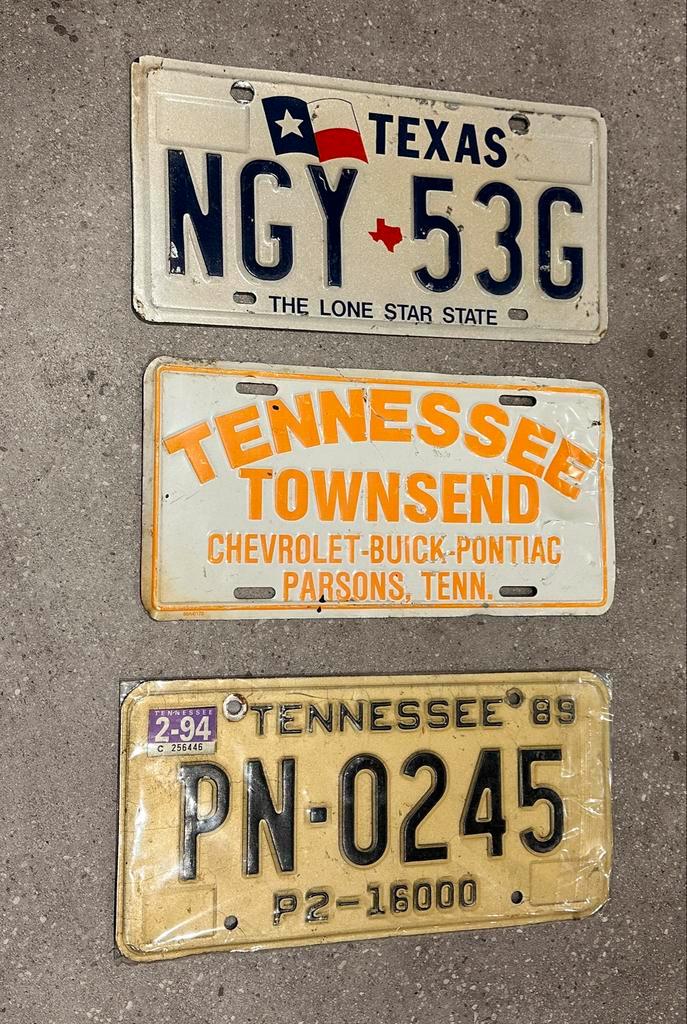 TEXAS
NGY 53G
THE LONE STAR STATE
TENNESSEE
TOWNSEND
CHEVROLET-BUICK-PONTIAC
PARSONS, TENN.
TENNESSEE
2-94
C 256446
TENNESSEE 89
PN·0245
P2-16000